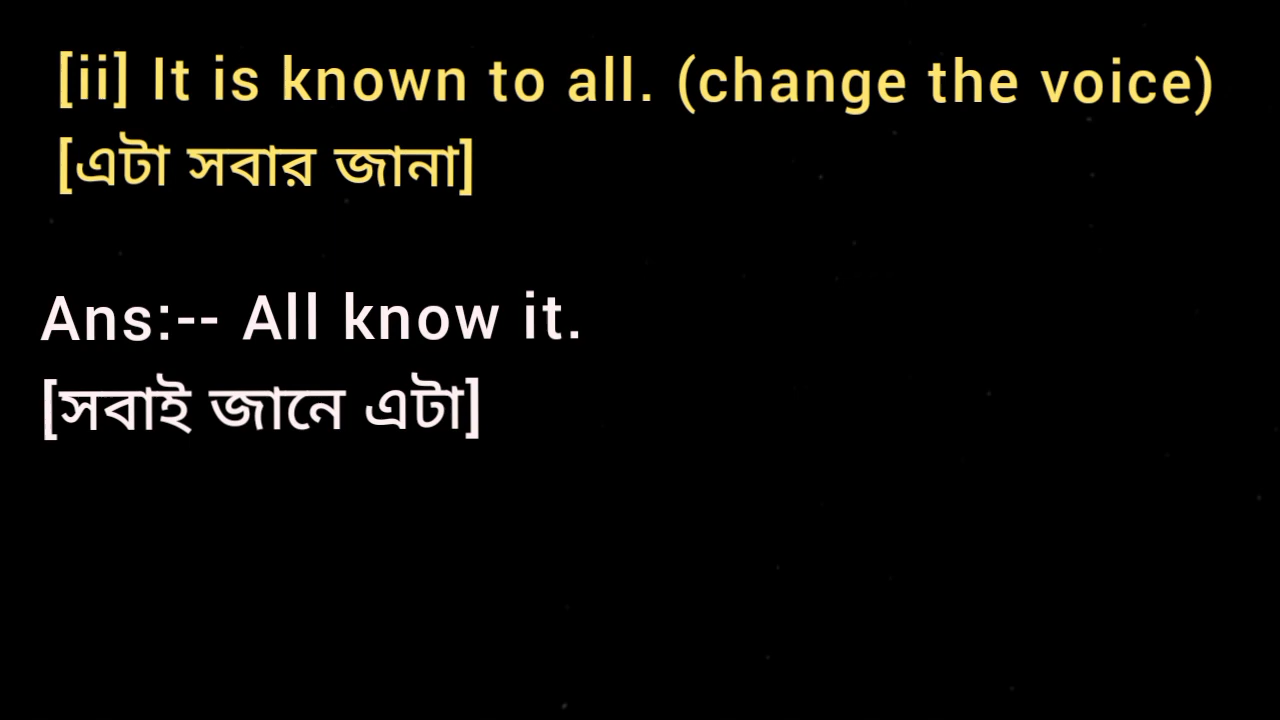 [ii] It is known to all. (change the voice)
[এটা সবার জানা]
Ans:-- All know it.
[সবাই জানে এটা]